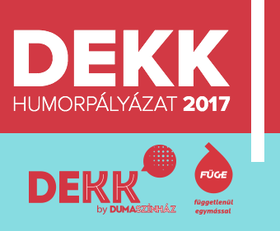 DEKK
HUMORPÁLYÁZAT 2017
DEKK
by DUMASZÍNHÁZ
FÜGE
függetlenül
egymással